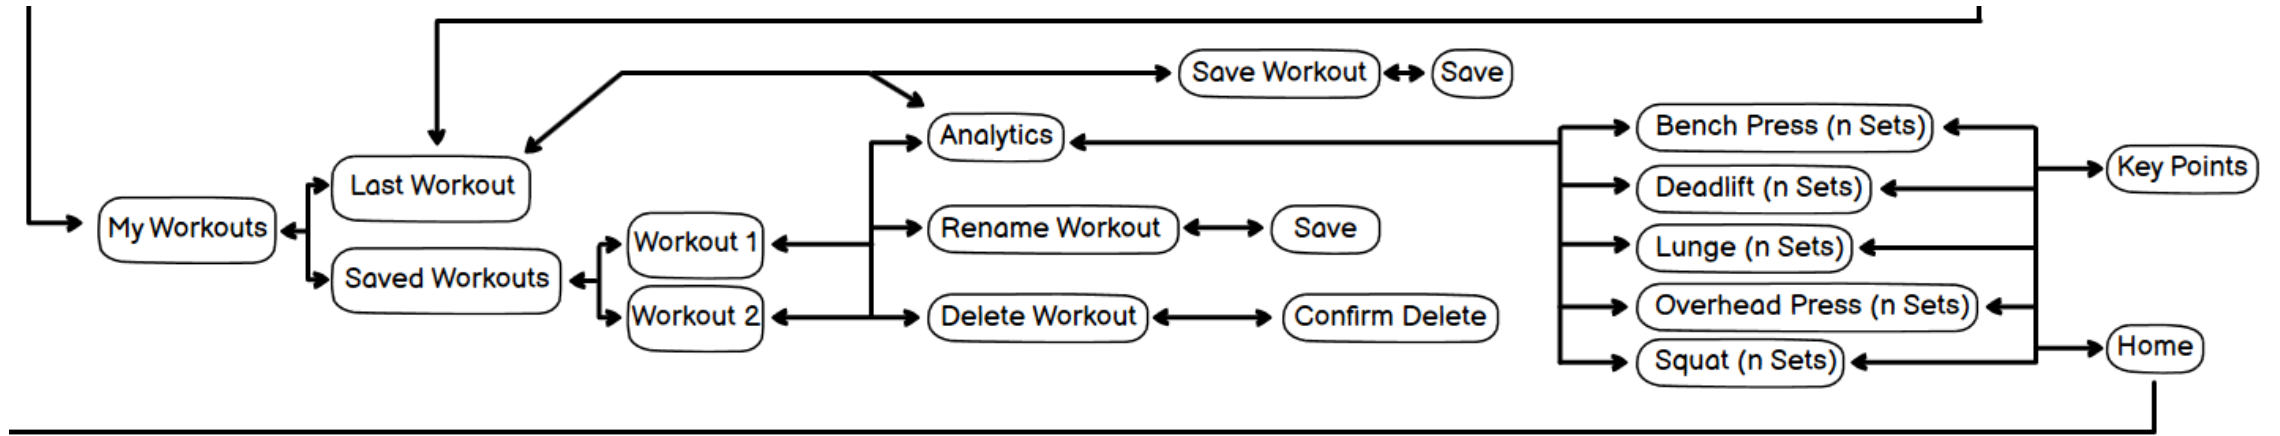 Save Workout
Save
Analytics
Bench Press (n Sets)
Key Points
Last Workout
Deadlift (n Sets)
My Workouts
Workout 1
Rename Workout
Save
Lunge (n Sets)
Saved Workouts
Workout 2
Delete Workout
Confirm Delete
Overhead Press (n Sets)
Home
Squat (n Sets)